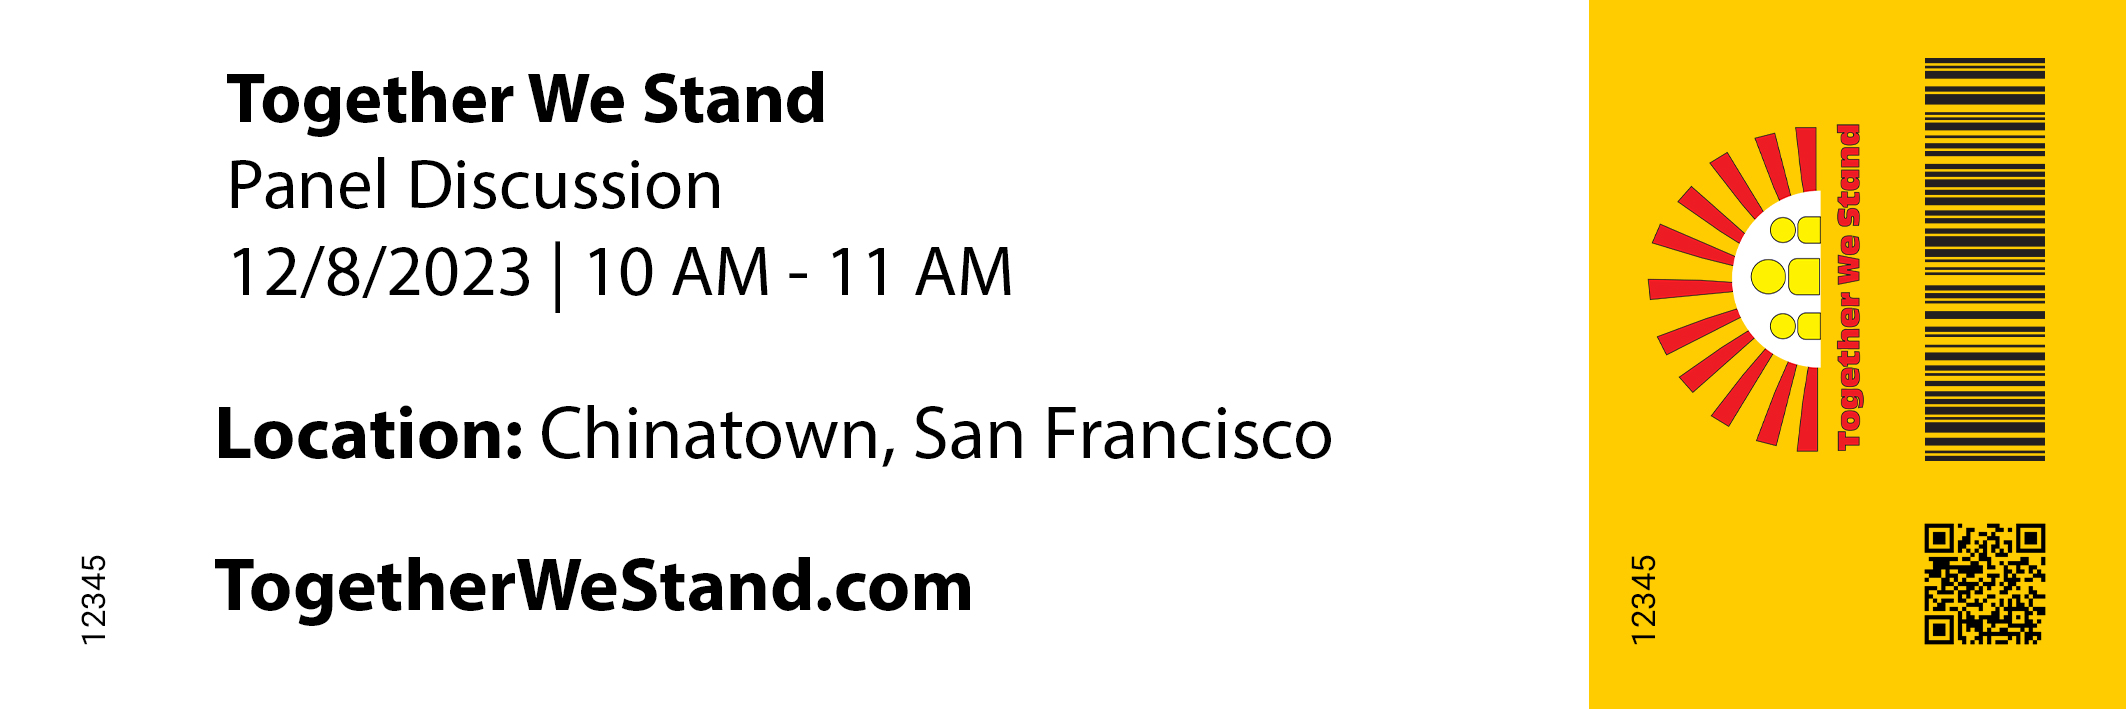 Together We Stand
Panel Discussion
12/8/2023 | 10 AM - 11 AM
Location: Chinatown, San Francisco
TogetherWeStand.com
12345
12345
Together We Stand